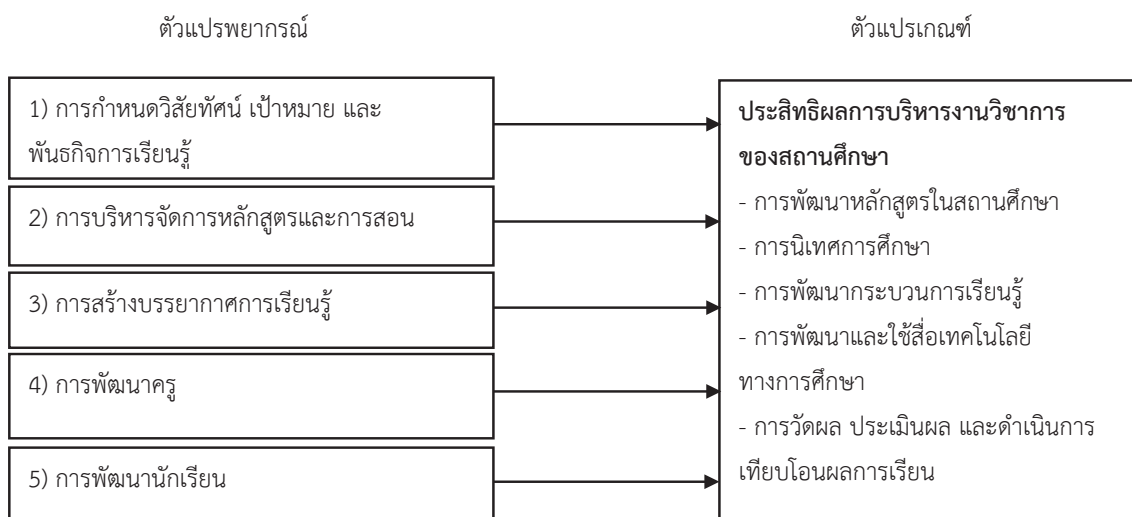 ตัวแปรพยากรณ์
1) การกำหนดวิสัยทัศน์ เป้าหมาย และ
พันธกิจการเรียนรู้
2) การบริหารจัดการหลักสูตรและการสอน
3) การสร้างบรรยากาศการเรียนรู้
4) การพัฒนาครู
5) การพัฒนานักเรียน
ตัวแปรเกณฑ์
ประสิทธิผลการบริหารงานวิชาการ
ของสถานศึกษา
- การพัฒนาหลักสูตรในสถานศึกษา
- การนิเทศการศึกษา
- การพัฒนากระบวนการเรียนรู้
- การพัฒนาและใช้สื่อเทคโนโลยี
ทางการศึกษา
- การวัดผล ประเมินผล และดำเนินการ
เทียบโอนผลการเรียน